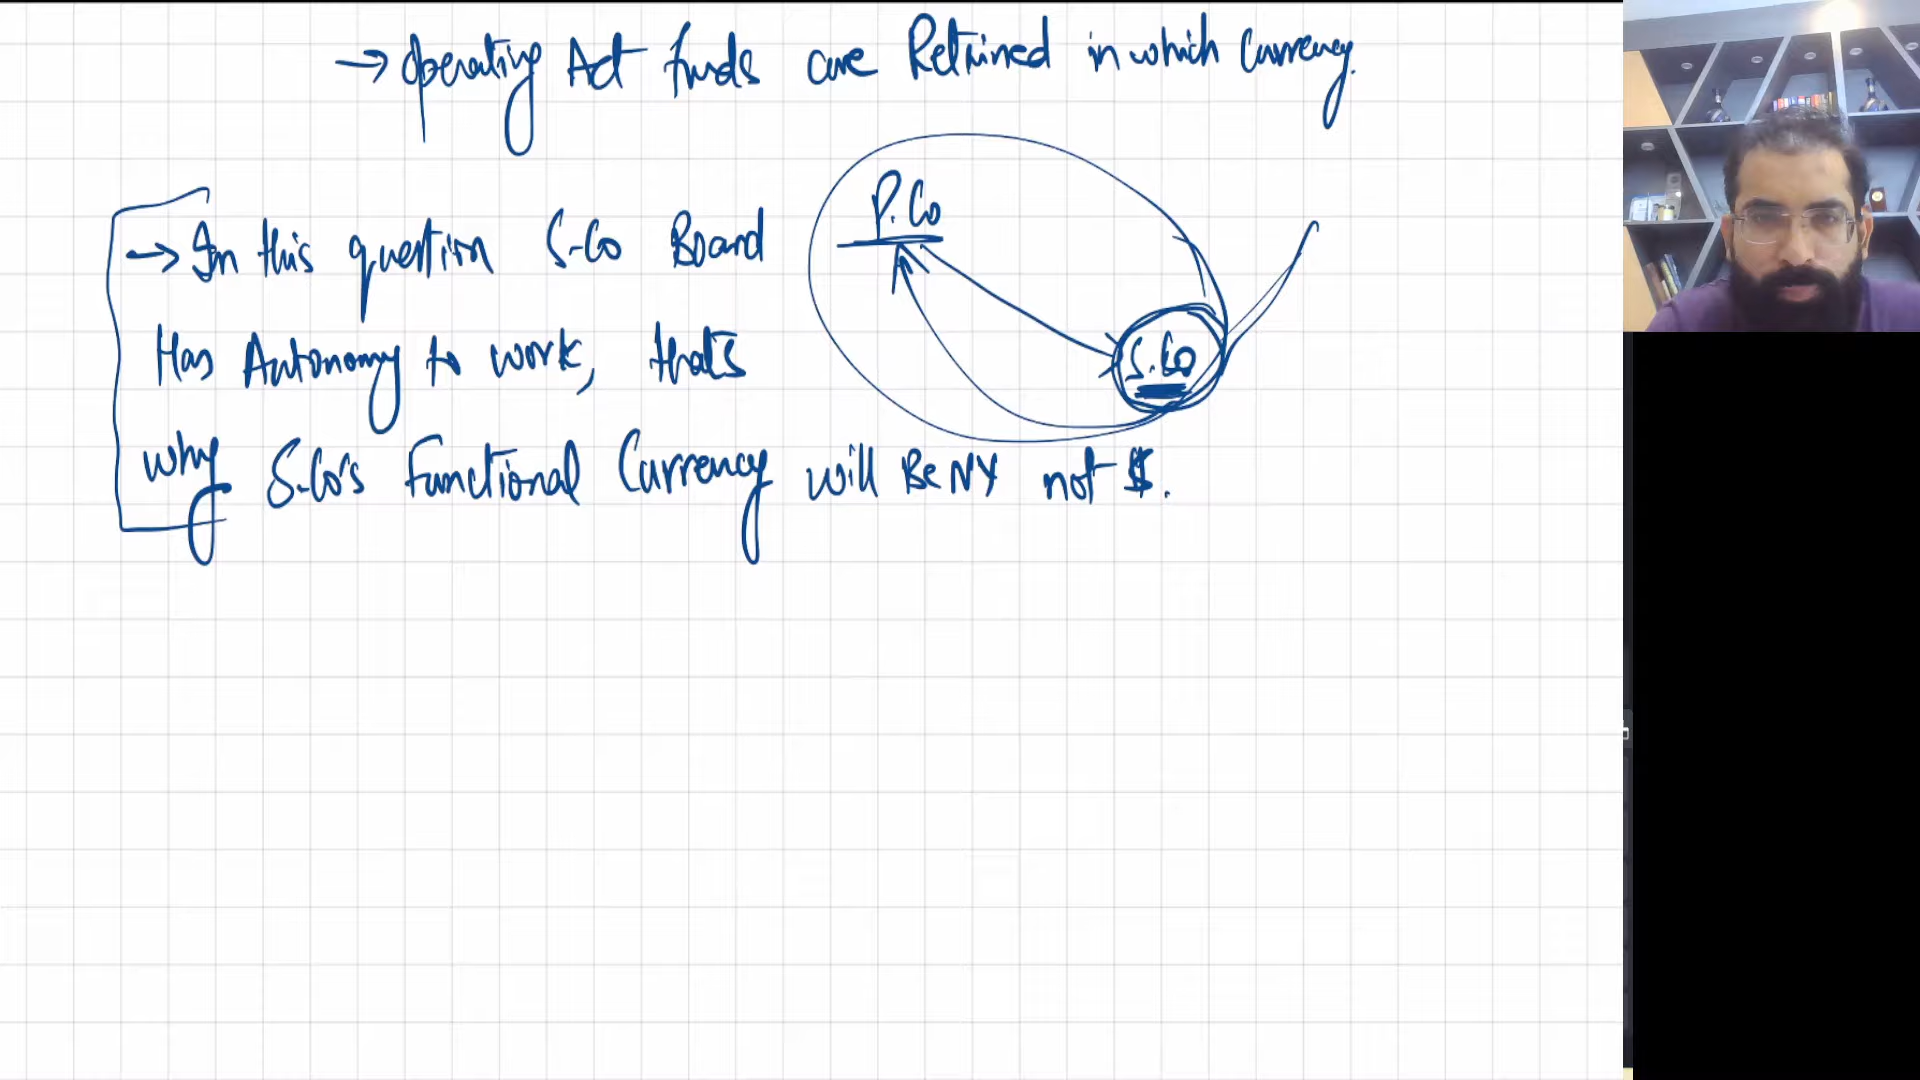 → Operating Act funds are Retained in which Currency.
P.Co
→ In this question S-Co Board
Has Autonomy to work, that's
S.Co
why S-Co's Functional Currency will Be NY not $.